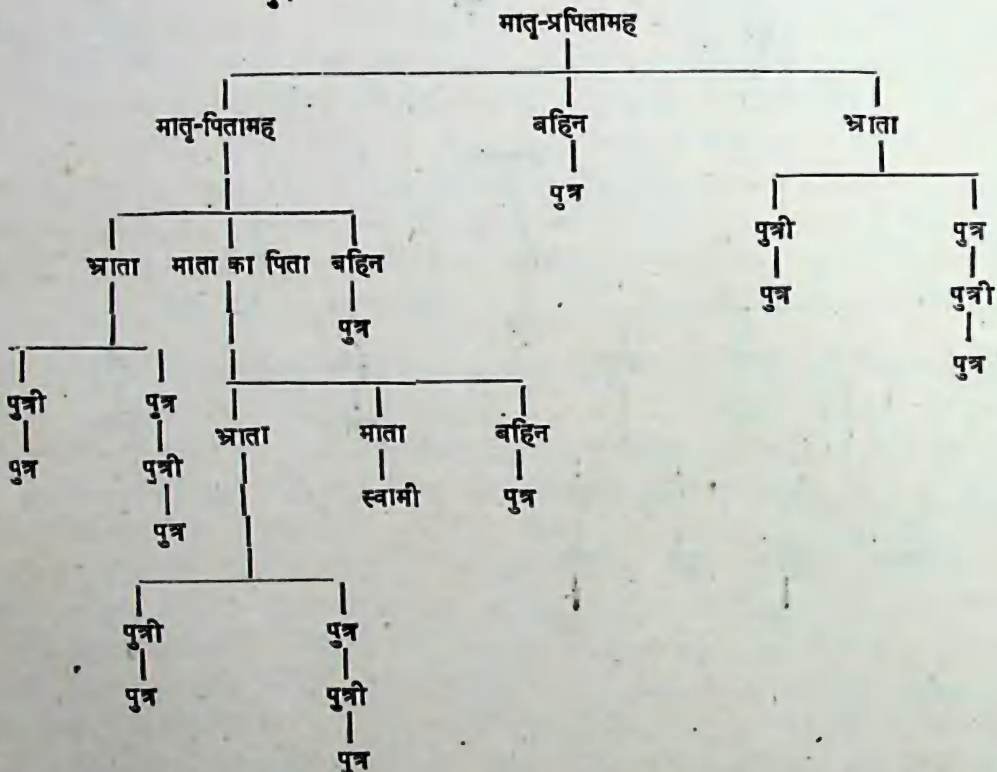 मातृ-प्रपितामह
मातृ-पितामह बहिन भ्राता
पुत्र
पुत्री पुत्र
भ्राता माता का पिता बहिन
पुत्र पुत्री
पुत्र
पुत्र
पुत्री पुत्र
भ्राता माता बहिन
पुत्र पुत्री
स्वामी पुत्र
पुत्र
पुत्री पुत्र
पुत्र पुत्री
पुत्र